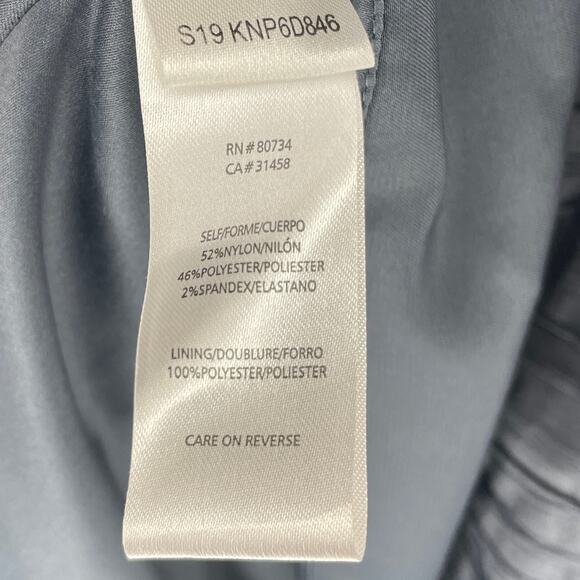 S19 KNP6D846
RN#80734
CA#31458
SELF/FORME/CUERPO
52%NYLON/NILÓN
46%POLYESTER/POLIESTER
2%SPANDEX/ELASTANO
LINING/DOUBLURE/FORRO
100%POLYESTER/POLIESTER
CARE ON REVERSE